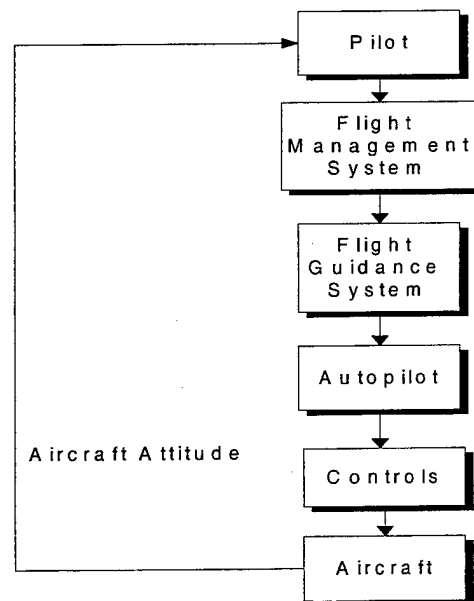 Pilot
Flight
Management
System
Flight
Guidance
System
Autopilot
Aircraft Attitude
Controls
Aircraft